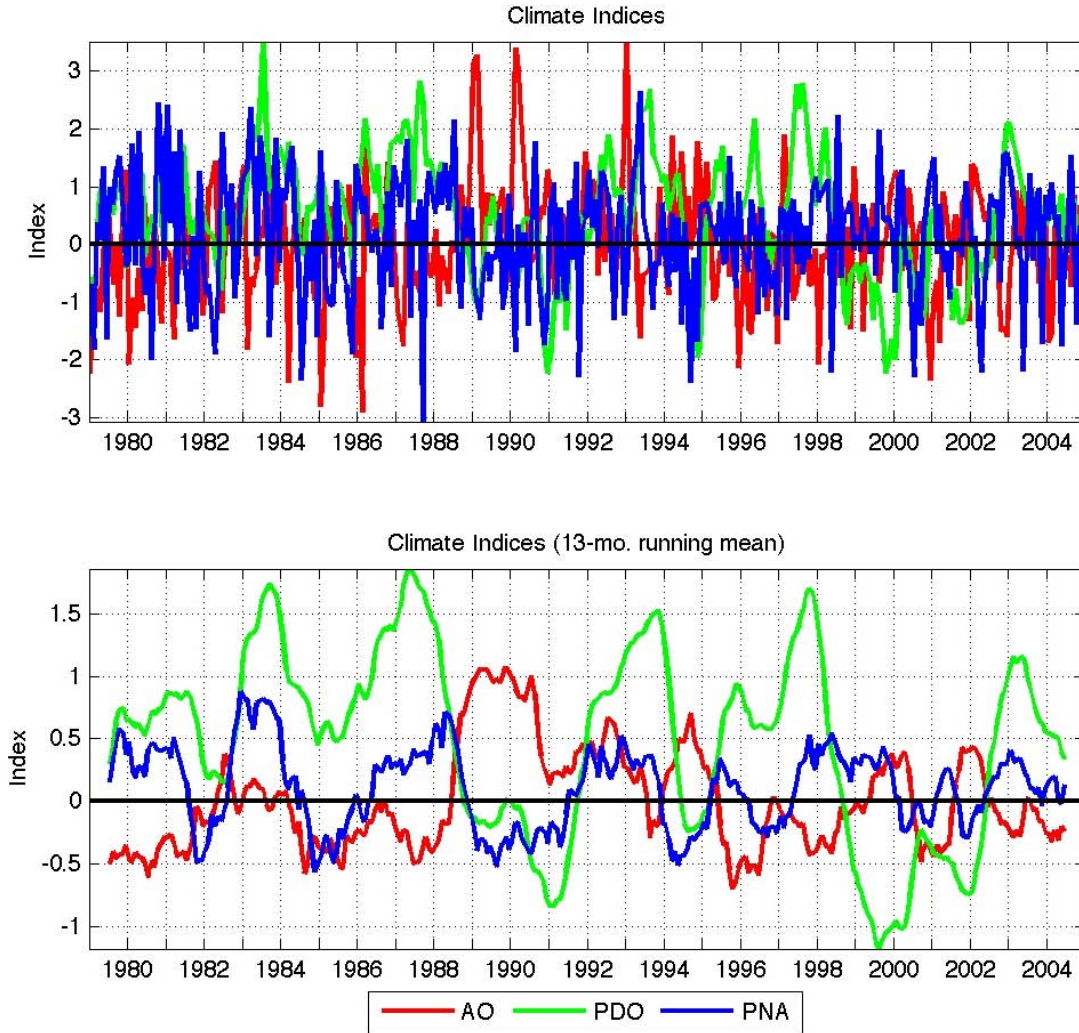 Climate Indices
3
2
1
0
-1
-2
-3
Index
1980 1982 1984 1986 1988 1990 1992 1994 1996 1998 2000 2002 2004
Climate Indices (13-mo. running mean)
1.5
1
0.5
0
-0.5
-1
Index
1980 1982 1984 1986 1988 1990 1992 1994 1996 1998 2000 2002 2004
AO PDO PNA